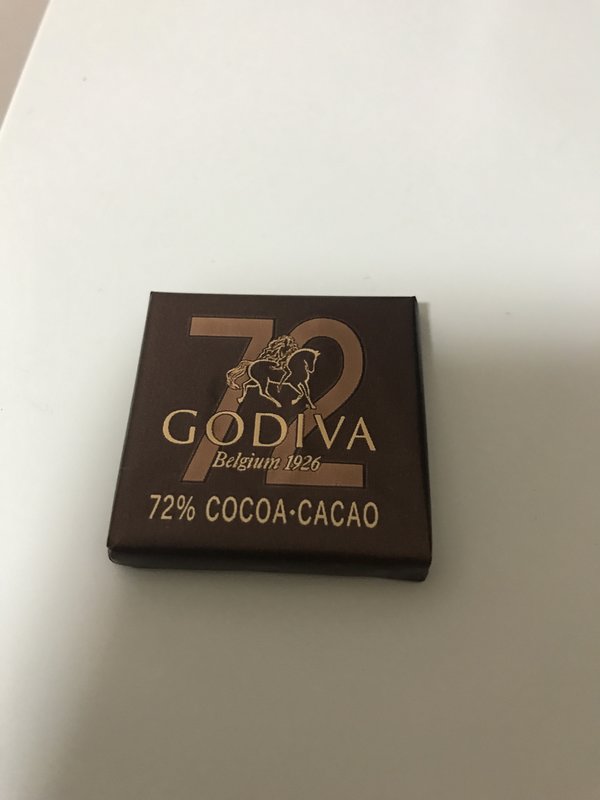 72
GODIVA
Belgium 1926
72% COCOA·CACAO